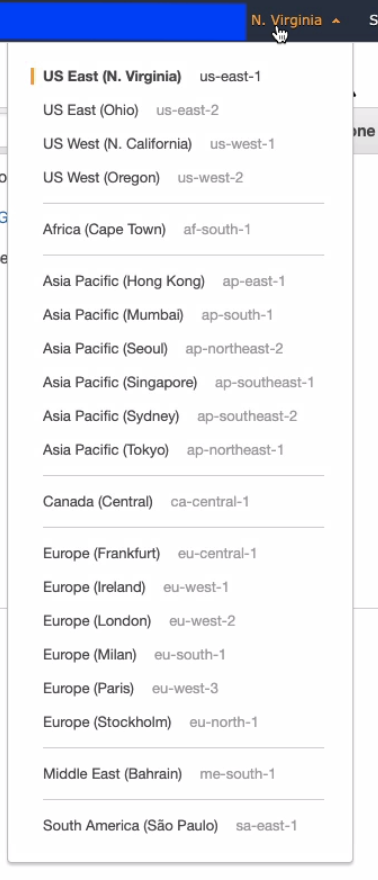 N. Virginia
S
US East (N. Virginia) us-east-1
US East (Ohio) us-east-2
US West (N. California) us-west-1
one
US West (Oregon) us-west-2
Africa (Cape Town) af-south-1
Asia Pacific (Hong Kong) ap-east-1
Asia Pacific (Mumbai) ap-south-1
Asia Pacific (Seoul) ap-northeast-2
Asia Pacific (Singapore) ap-southeast-1
Asia Pacific (Sydney) ap-southeast-2
Asia Pacific (Tokyo) ap-northeast-1
Canada (Central) ca-central-1
Europe (Frankfurt) eu-central-1
Europe (Ireland) eu-west-1
Europe (London) eu-west-2
Europe (Milan) eu-south-1
Europe (Paris) eu-west-3
Europe (Stockholm) eu-north-1
Middle East (Bahrain) me-south-1
South America (São Paulo) sa-east-1